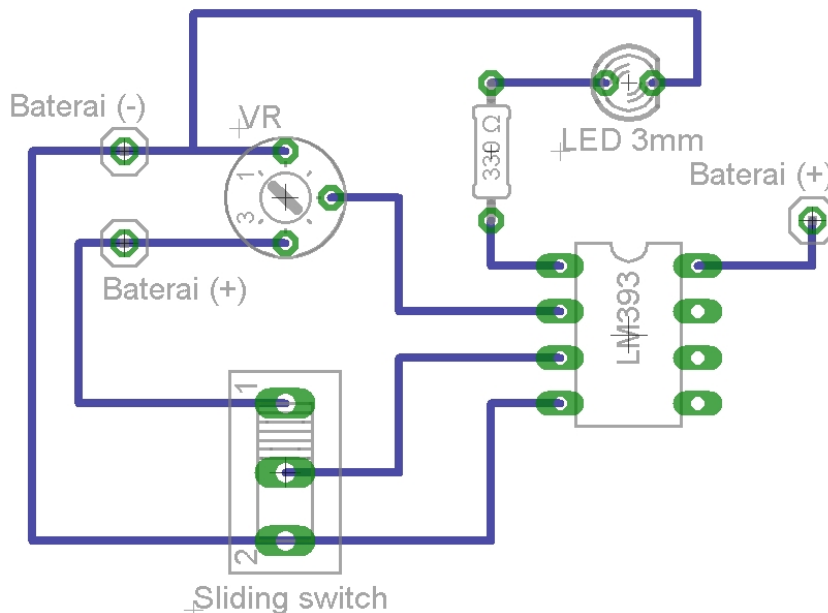 Baterai (-)
VR
1
3
Baterai (+)
330 Ω
LED 3mm
Baterai (+)
LM393
1
2
Sliding switch